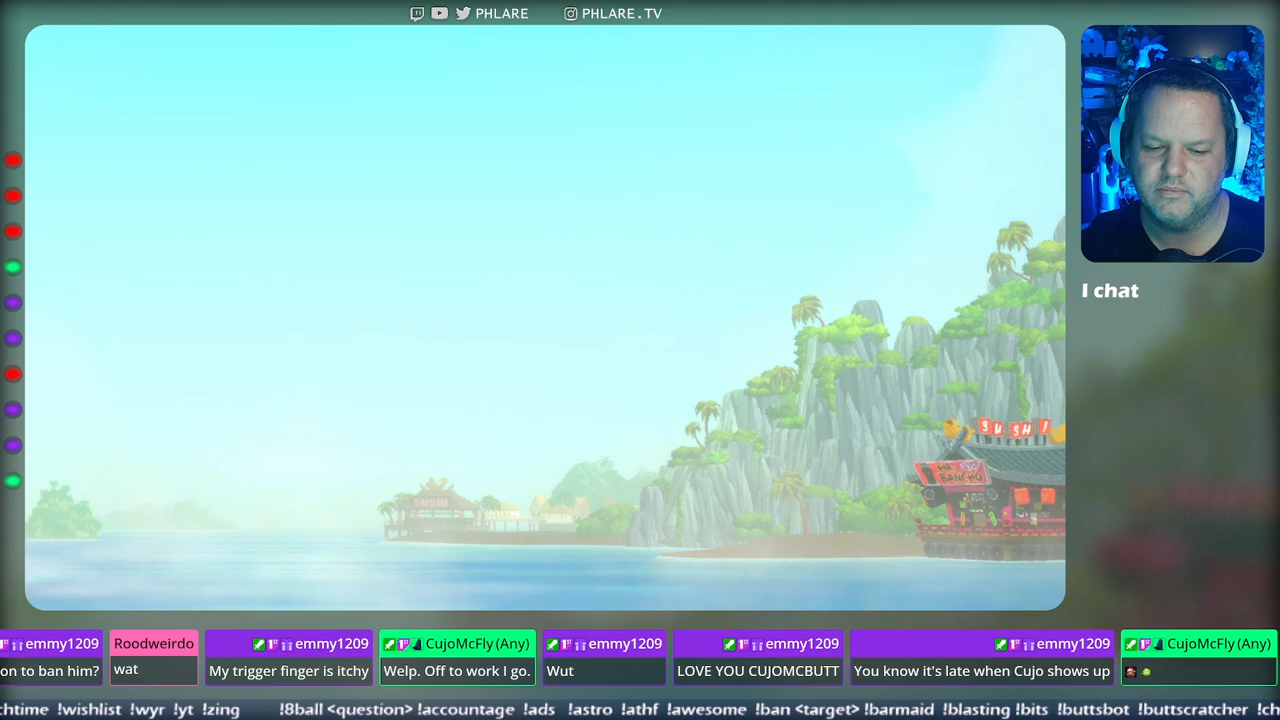 PHLARE PHLARE.TV
I chat
SUSHI
SUSHI
BANCHO
emmy1209 Roodweirdo emmy1209 CujoMcFly (Any) emmy1209 emmy1209 emmy1209 CujoMcFly (Any)
on to ban him? wat My trigger finger is itchy Welp. Off to work I go. Wut LOVE YOU CUJOMCBUTT You know it's late when Cujo shows up
chtime !wishlist !wyr !yt !zing !8ball <question> !accountage !ads !astro !athf !awesome !ban <target> !barmaid !blasting !bits !buttsbot !buttscratcher !ch